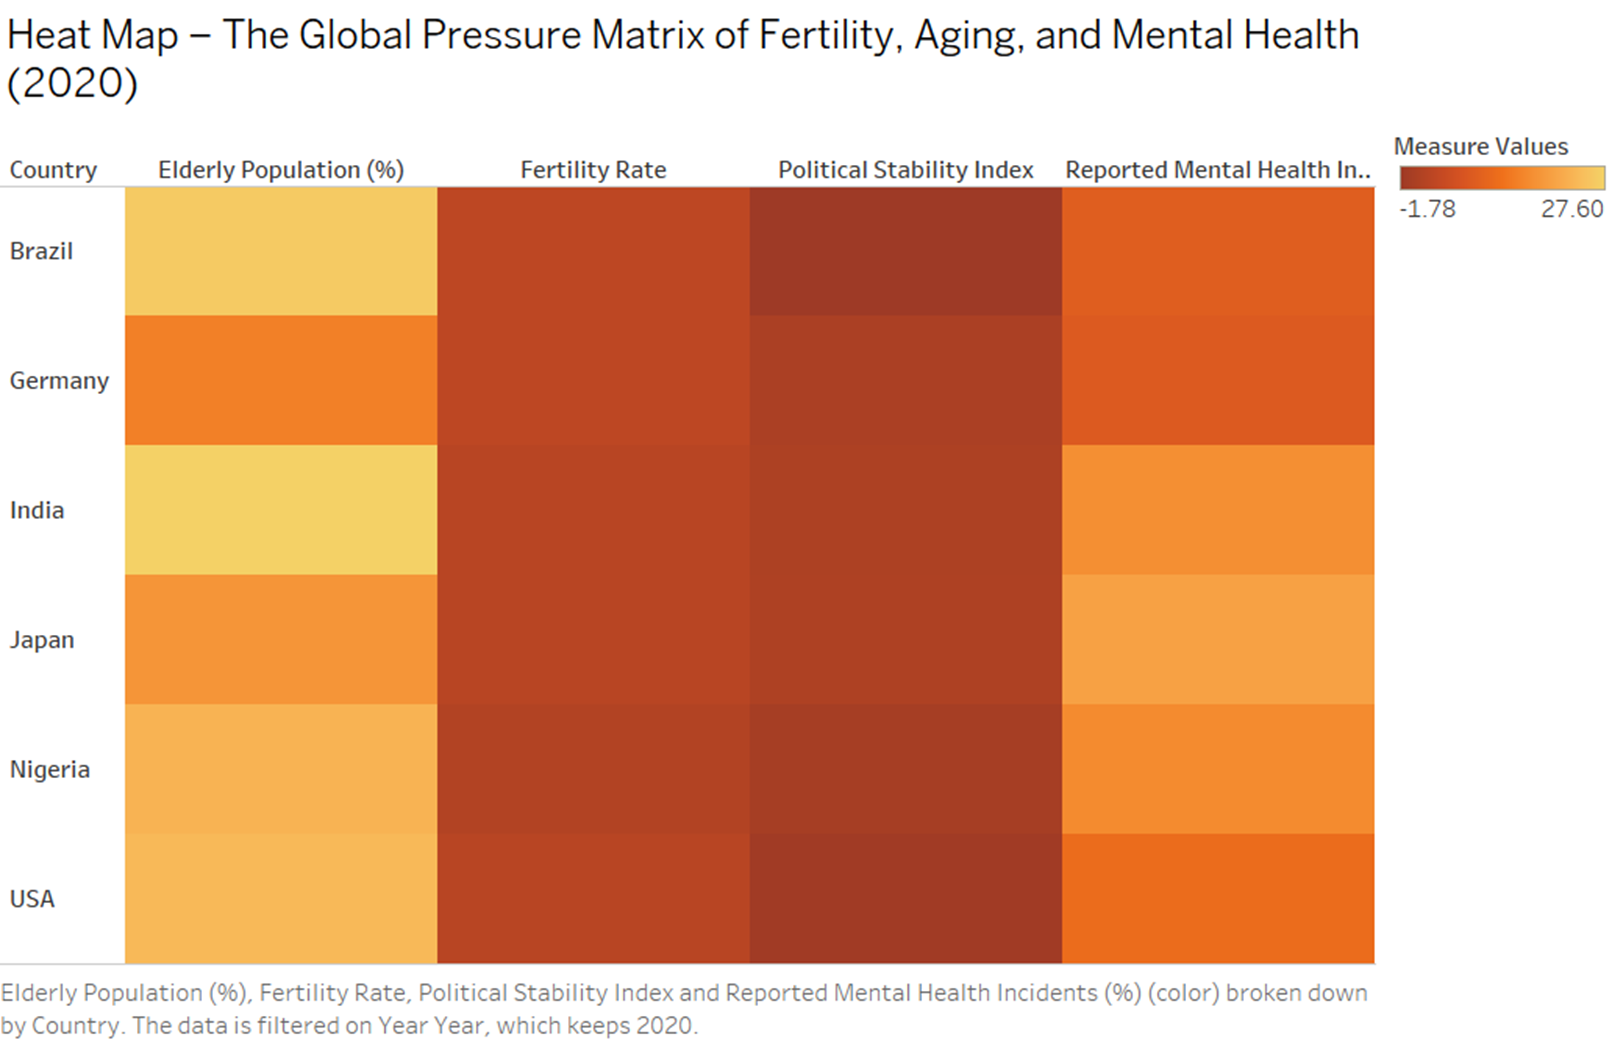 Heat Map – The Global Pressure Matrix of Fertility, Aging, and Mental Health
(2020)
Measure Values
-1.78 27.60
Country Elderly Population (%) Fertility Rate Political Stability Index Reported Mental Health In..
Brazil
Germany
India
Japan
Nigeria
USA
Elderly Population (%), Fertility Rate, Political Stability Index and Reported Mental Health Incidents (%) (color) broken down
by Country. The data is filtered on Year Year, which keeps 2020.